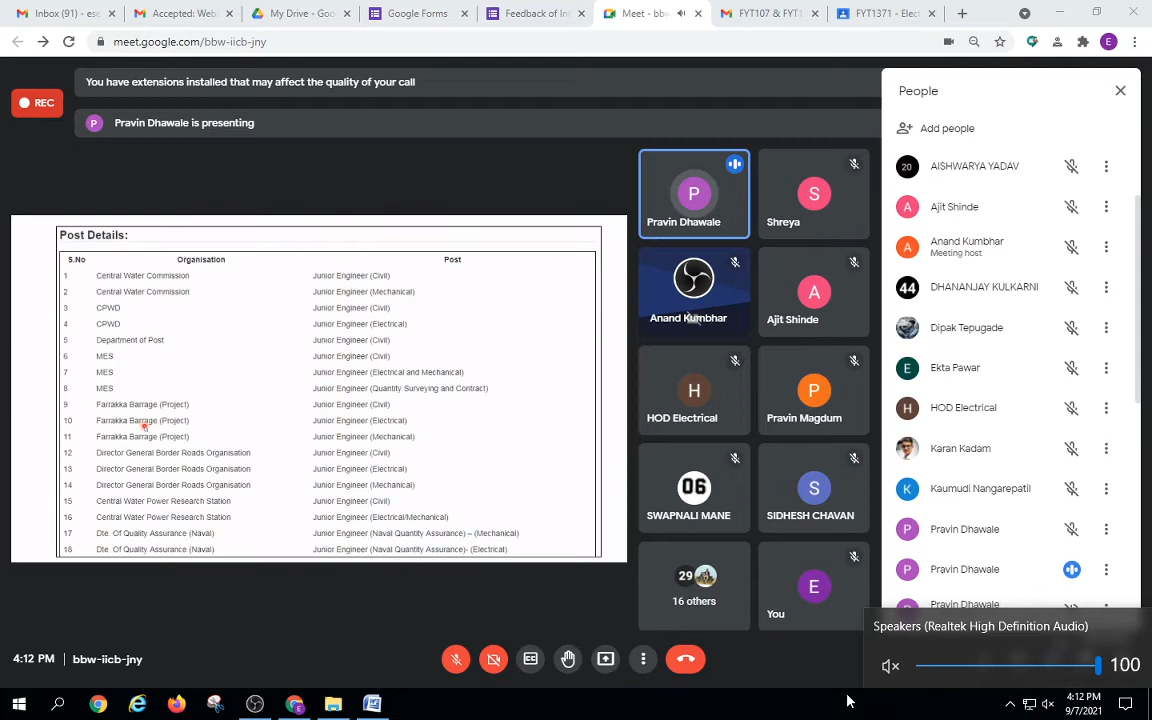 Inbox (91) - ese
Accepted: Web
My Drive - Goo
Google Forms
Feedback of In
Meet - bbw
FYT107 & FYT1
FYT1371 - Elect
meet.google.com/bbw-iicb-jny
E
You have extensions installed that may affect the quality of your call
REC
P Pravin Dhawale is presenting
Post Details:
S.No Organisation Post
1 Central Water Commission Junior Engineer (Civil)
2 Central Water Commission Junior Engineer (Mechanical)
3 CPWD Junior Engineer (Civil)
4 CPWD Junior Engineer (Electrical)
5 Department of Post Junior Engineer (Civil)
6 MES Junior Engineer (Civil)
7 MES Junior Engineer (Electrical and Mechanical)
8 MES Junior Engineer (Quantity Surveying and Contract)
9 Farrakka Barrage (Project) Junior Engineer (Civil)
10 Farrakka Barrage (Project) Junior Engineer (Electrical)
11 Farrakka Barrage (Project) Junior Engineer (Mechanical)
12 Director General Border Roads Organisation Junior Engineer (Civil)
13 Director General Border Roads Organisation Junior Engineer (Electrical)
14 Director General Border Roads Organisation Junior Engineer (Mechanical)
15 Central Water Power Research Station Junior Engineer (Civil)
16 Central Water Power Research Station Junior Engineer (Electrical/Mechanical)
17 Dte. Of Quality Assurance (Naval) Junior Engineer (Naval Quantity Assurance) – (Mechanical)
18 Dte. Of Quality Assurance (Naval) Junior Engineer (Naval Quantity Assurance)- (Electrical)
P
Pravin Dhawale
S
Shreya
Anand Kumbhar
A
Ajit Shinde
H
HOD Electrical
P
Pravin Magdum
06
SWAPNALI MANE
S
SIDHESH CHAVAN
29
16 others
E
You
People
Add people
20 AISHWARYA YADAV
A Ajit Shinde
A Anand Kumbhar
Meeting host
44 DHANANJAY KULKARNI
Dipak Tepugade
E Ekta Pawar
H HOD Electrical
Karan Kadam
K Kaumudi Nangarepatil
P Pravin Dhawale
P Pravin Dhawale
P Pravin Dhawale
Speakers (Realtek High Definition Audio)
100
4:12 PM | bbw-iicb-jny
4:12 PM
9/7/2021